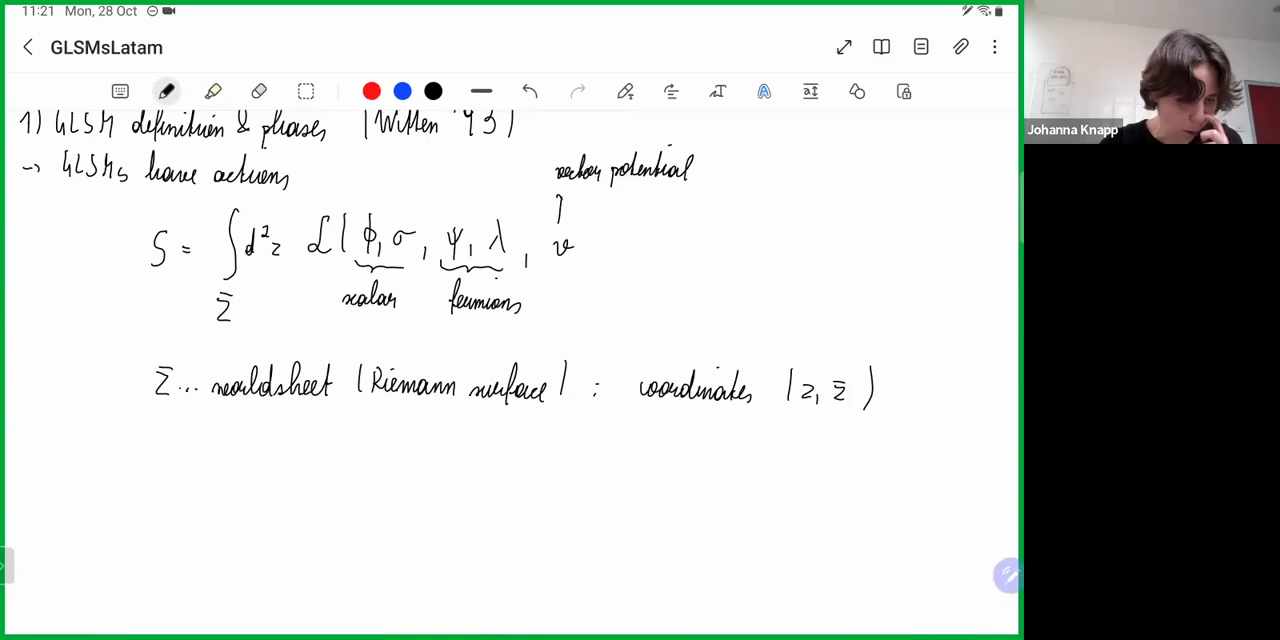 11:21 Mon, 28 Oct
GLSMsLatam
1) GLSM definition & phases (Witten '93)
→ GLSMs have actions
vector potential
S = ∫_Σ d²z ℒ(ϕ, σ, ψ, λ, v
scalar fermions
Σ... worldsheet (Riemann surface) : coordinates (z, z̄)
Johanna Knapp